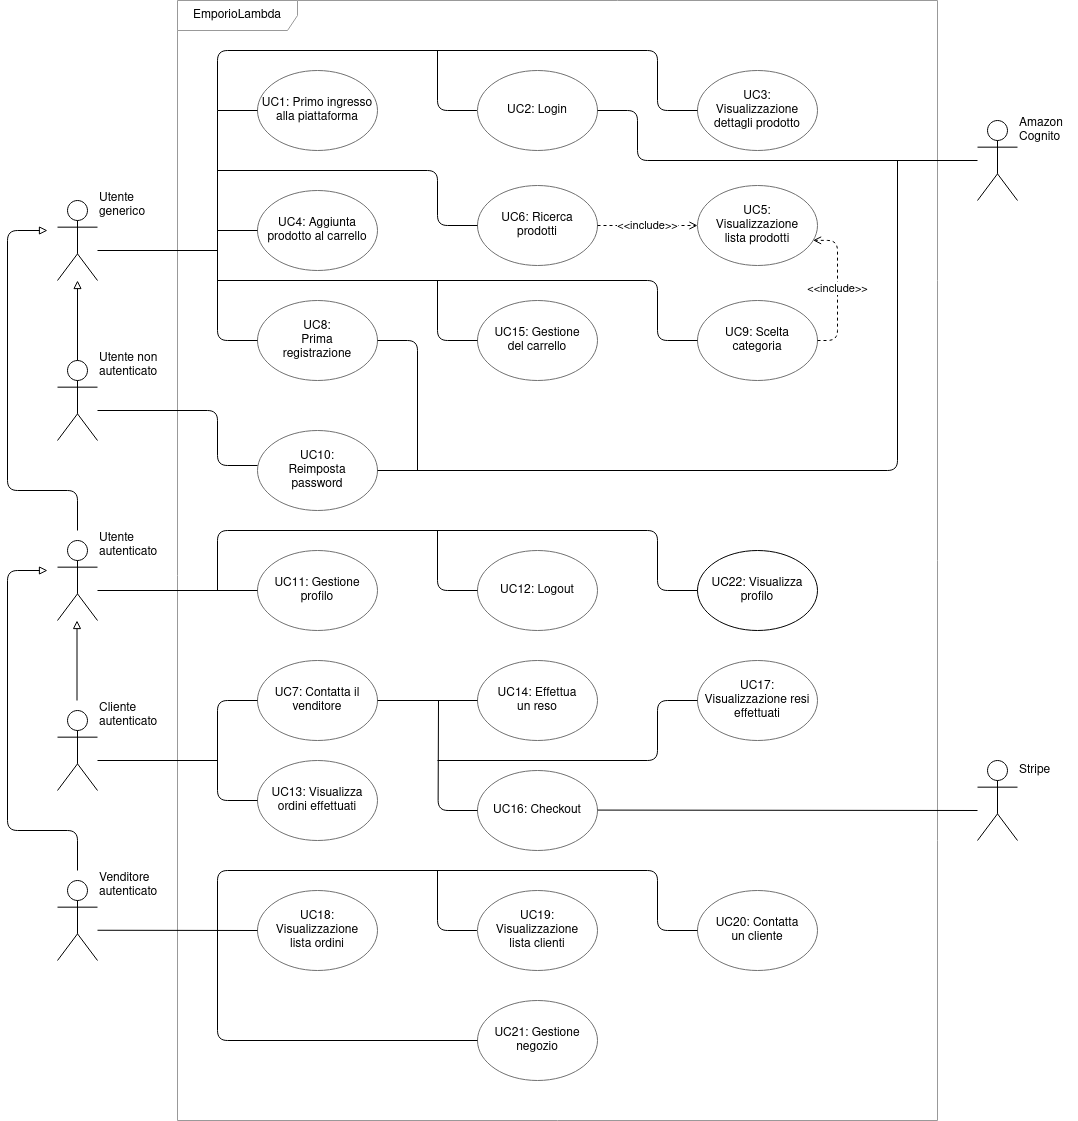 EmporioLambda
UC1: Primo ingresso
alla piattaforma
UC2: Login
UC3:
Visualizzazione
dettagli prodotto
Amazon
Cognito
Utente
generico
UC4: Aggiunta
prodotto al carrello
UC6: Ricerca
prodotti
<<include>>
UC5:
Visualizzazione
lista prodotti
<<include>>
UC8:
Prima
registrazione
UC15: Gestione
del carrello
UC9: Scelta
categoria
Utente non
autenticato
UC10:
Reimposta
password
Utente
autenticato
UC11: Gestione
profilo
UC12: Logout
UC22: Visualizza
profilo
Cliente
autenticato
UC7: Contatta il
venditore
UC14: Effettua
un reso
UC17:
Visualizzazione resi
effettuati
UC13: Visualizza
ordini effettuati
UC16: Checkout
Stripe
Venditore
autenticato
UC18:
Visualizzazione
lista ordini
UC19:
Visualizzazione
lista clienti
UC20: Contatta
un cliente
UC21: Gestione
negozio